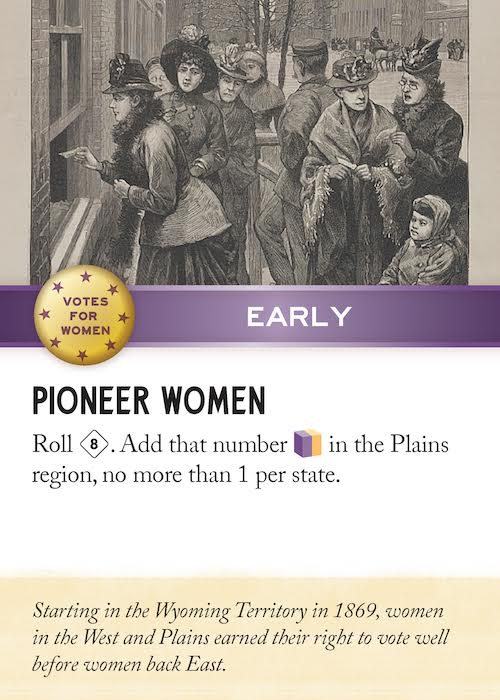 VOTES
FOR
WOMEN
EARLY
PIONEER WOMEN
Roll 8. Add that number in the Plains
region, no more than 1 per state.
Starting in the Wyoming Territory in 1869, women
in the West and Plains earned their right to vote well
before women back East.